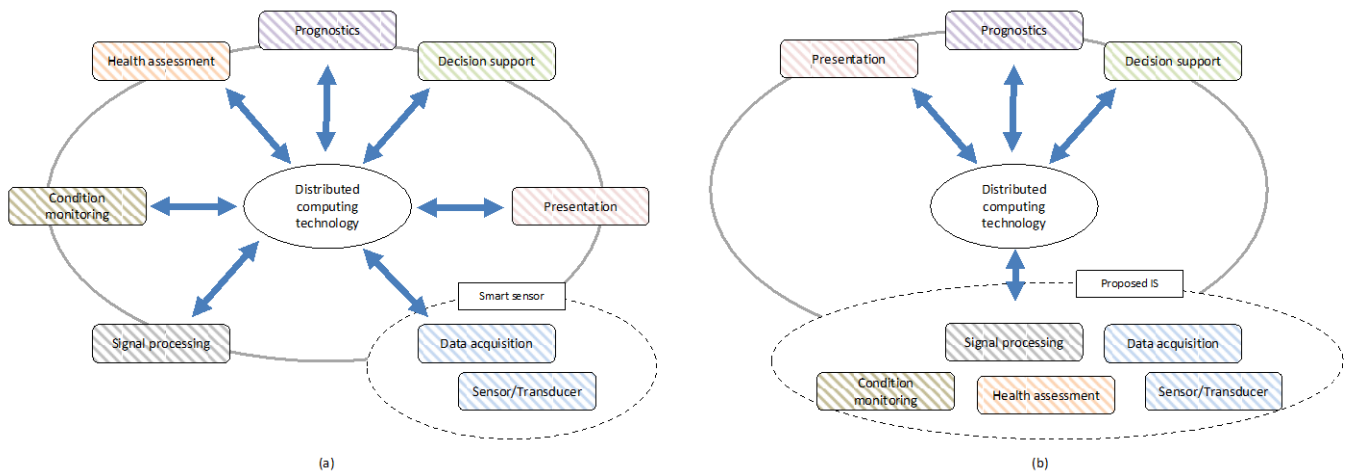 Prognostics
Health assessment
Decision support
Condition
monitoring
Distributed
computing
technology
Presentation
Smart sensor
Signal processing
Data acquisition
Sensor/Transducer
(a)
Prognostics
Presentation
Decision support
Distributed
computing
technology
Proposed IS
Signal processing
Data acquisition
Condition
monitoring
Health assessment
Sensor/Transducer
(b)